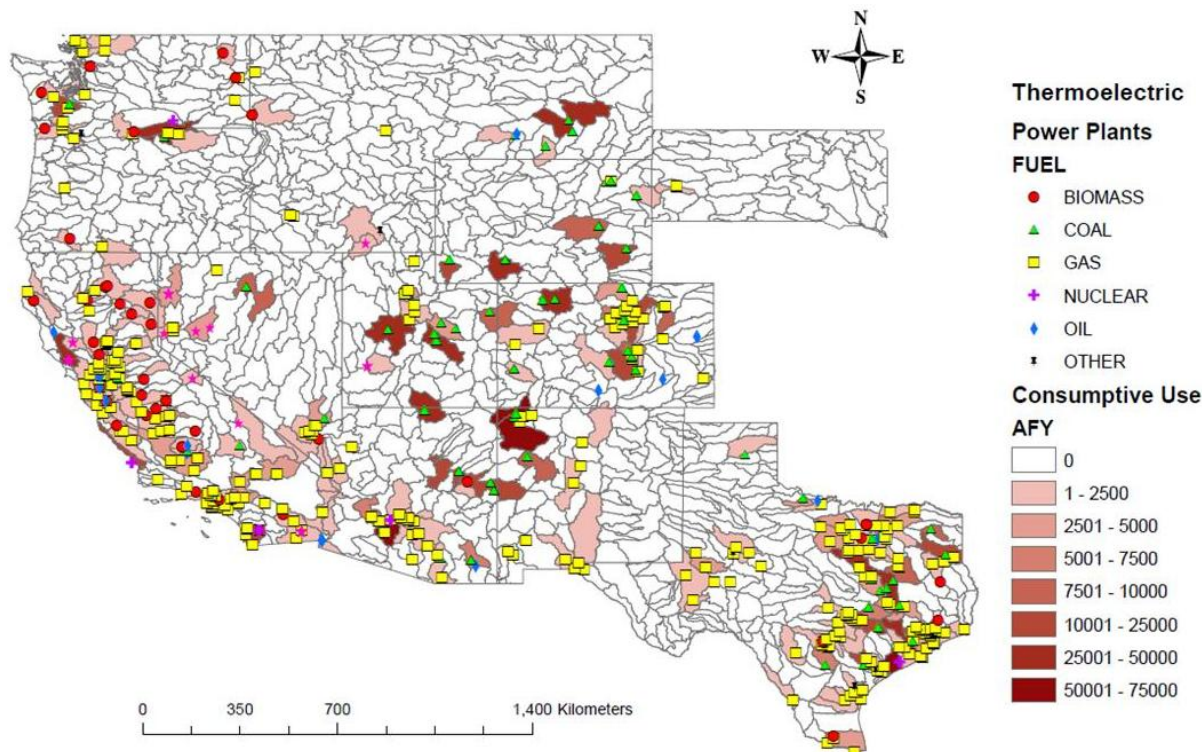 N
W E
S
Thermoelectric
Power Plants
FUEL
BIOMASS
COAL
GAS
NUCLEAR
OIL
OTHER
Consumptive Use
AFY
0
1 - 2500
2501 - 5000
5001 - 7500
7501 - 10000
10001 - 25000
25001 - 50000
50001 - 75000
0 350 700 1,400 Kilometers